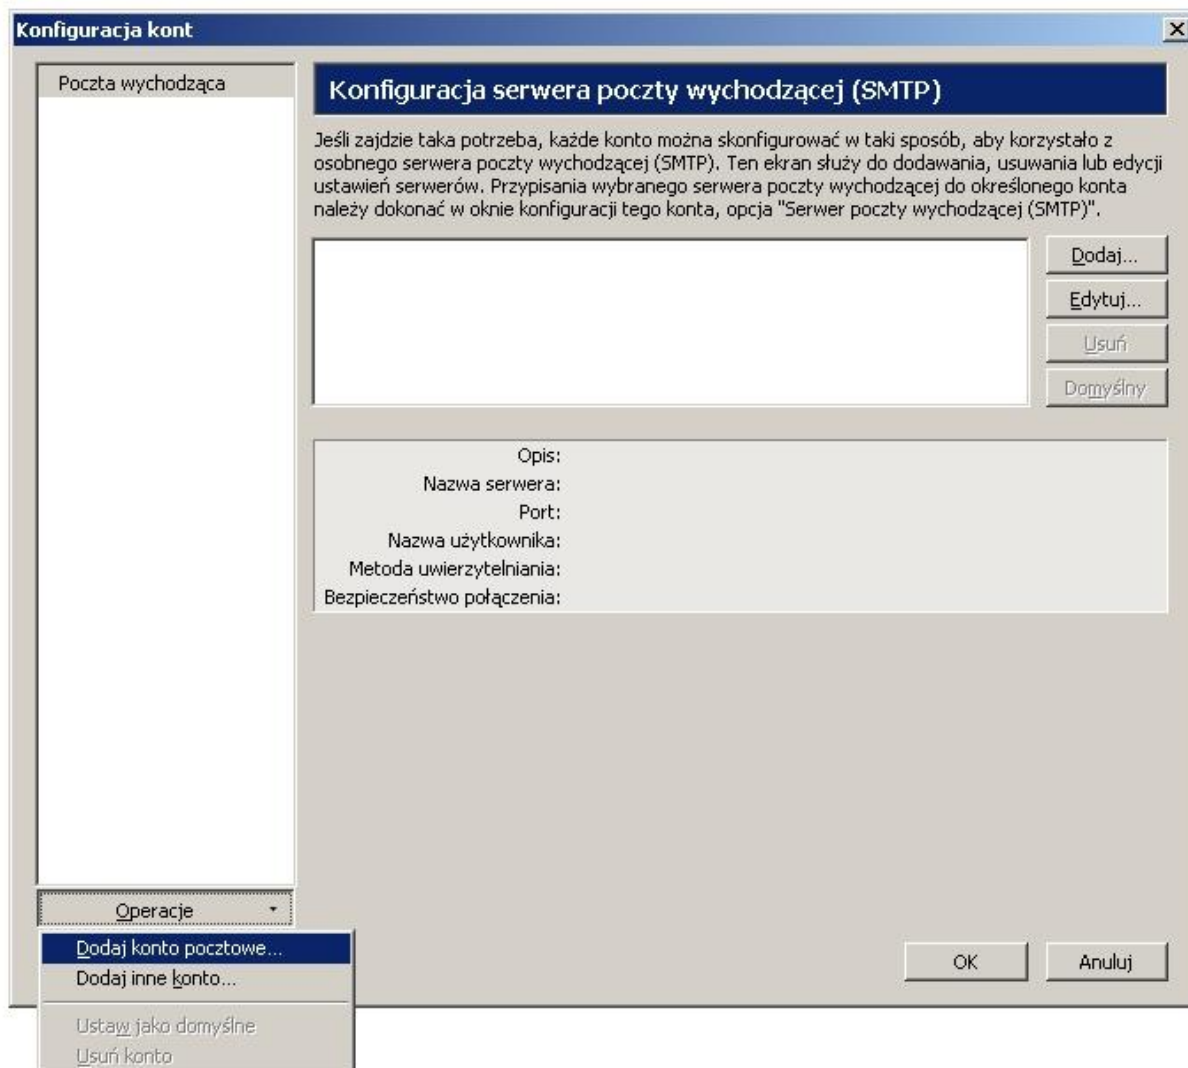 Konfiguracja kont
Poczta wychodząca
Konfiguracja serwera poczty wychodzącej (SMTP)
Jeśli zajdzie taka potrzeba, każde konto można skonfigurować w taki sposób, aby korzystało z
osobnego serwera poczty wychodzącej (SMTP). Ten ekran służy do dodawania, usuwania lub edycji
ustawień serwerów. Przypisania wybranego serwera poczty wychodzącej do określonego konta
należy dokonać w oknie konfiguracji tego konta, opcja "Serwer poczty wychodzącej (SMTP)".
Dodaj...
Edytuj...
Usuń
Domyślny
Opis:
Nazwa serwera:
Port:
Nazwa użytkownika:
Metoda uwierzytelniania:
Bezpieczeństwo połączenia:
Operacje
Dodaj konto pocztowe...
Dodaj inne konto...
Ustaw jako domyślne
Usuń konto
OK
Anuluj